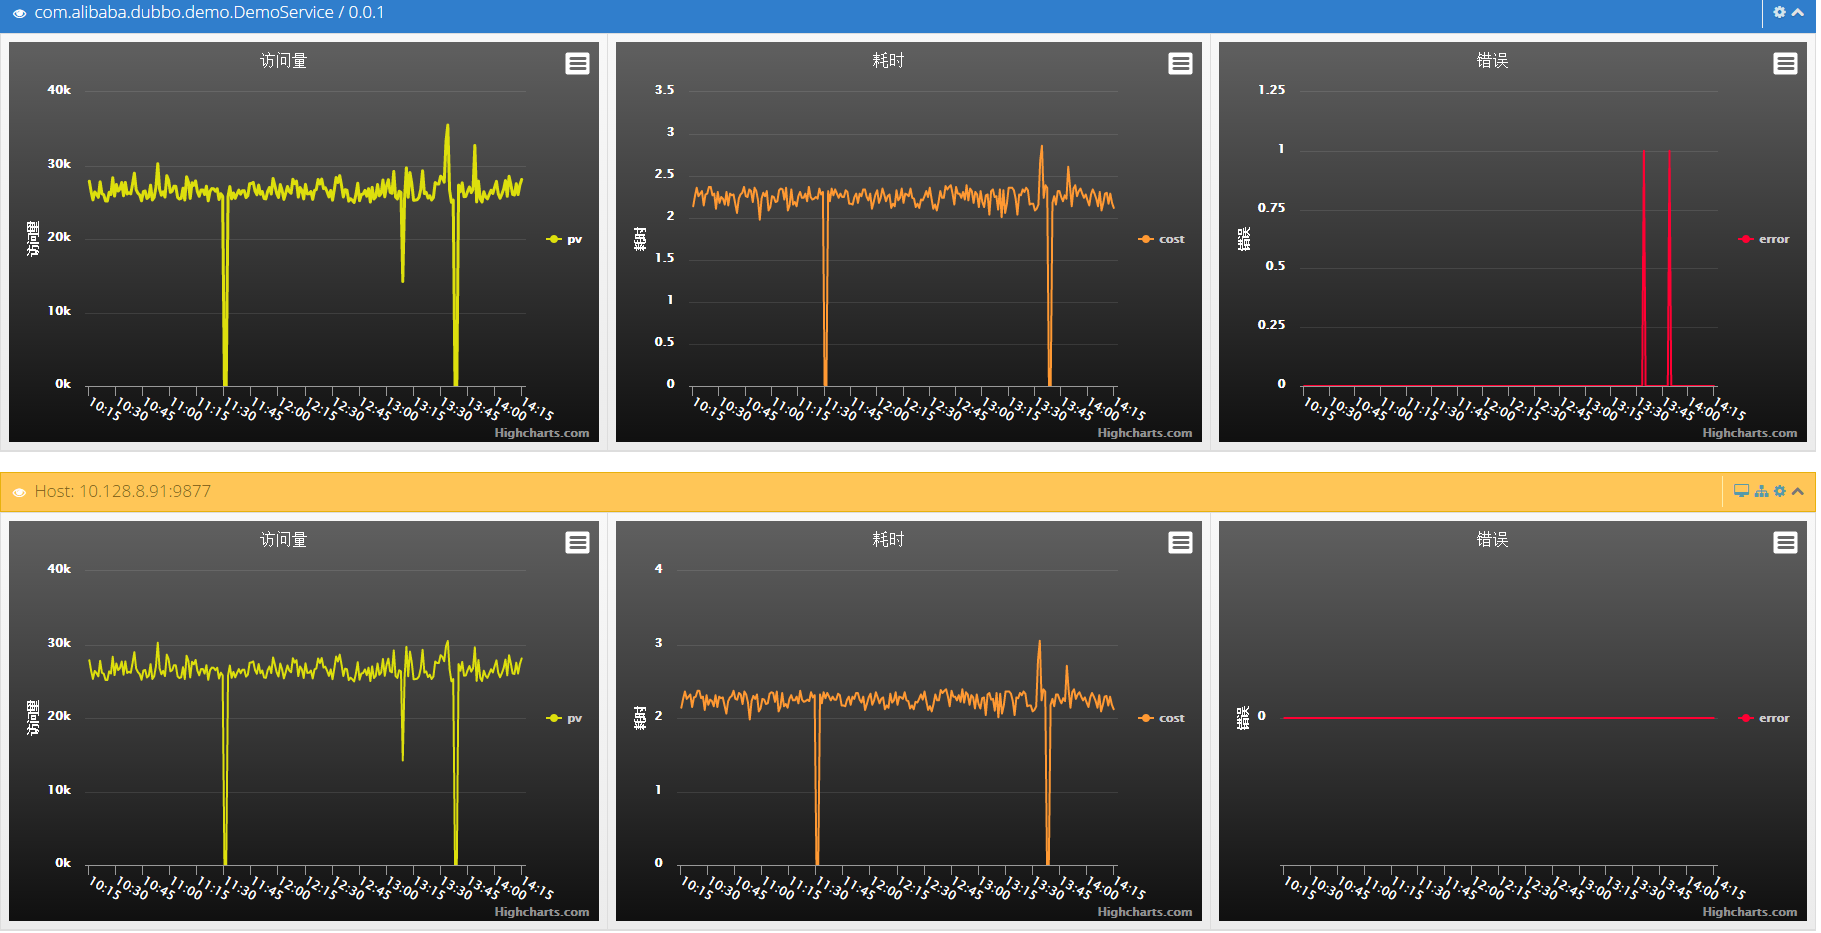 com.alibaba.dubbo.demo.DemoService / 0.0.1
访问量
40k
30k
20k
10k
0k
访问量
pv
10:15 10:30 10:45 11:00 11:15 11:30 11:45 12:00 12:15 12:30 12:45 13:00 13:15 13:30 13:45 14:00 14:15
Highcharts.com
耗时
3.5
3
2.5
2
1.5
1
0.5
0
耗时
cost
10:15 10:30 10:45 11:00 11:15 11:30 11:45 12:00 12:15 12:30 12:45 13:00 13:15 13:30 13:45 14:00 14:15
Highcharts.com
错误
1.25
1
0.75
0.5
0.25
0
错误
error
10:15 10:30 10:45 11:00 11:15 11:30 11:45 12:00 12:15 12:30 12:45 13:00 13:15 13:30 13:45 14:00 14:15
Highcharts.com
Host: 10.128.8.91:9877
访问量
40k
30k
20k
10k
0k
访问量
pv
10:15 10:30 10:45 11:00 11:15 11:30 11:45 12:00 12:15 12:30 12:45 13:00 13:15 13:30 13:45 14:00 14:15
Highcharts.com
耗时
4
3
2
1
0
耗时
cost
10:15 10:30 10:45 11:00 11:15 11:30 11:45 12:00 12:15 12:30 12:45 13:00 13:15 13:30 13:45 14:00 14:15
Highcharts.com
错误
0
错误
error
10:15 10:30 10:45 11:00 11:15 11:30 11:45 12:00 12:15 12:30 12:45 13:00 13:15 13:30 13:45 14:00 14:15
Highcharts.com